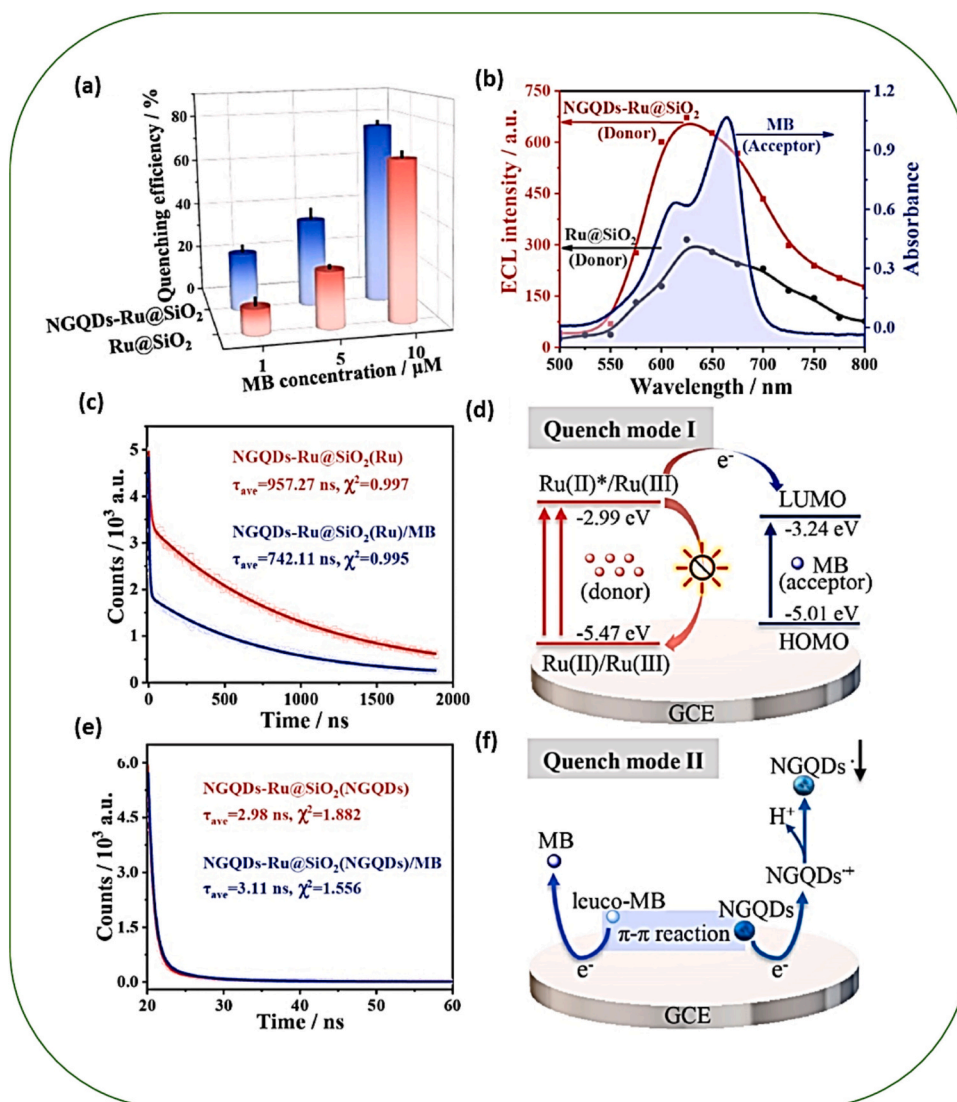 (a)
Quenching efficiency / %
80
60
40
20
0
NGQDs-Ru@SiO₂
Ru@SiO₂
1
5
10
MB concentration / μM
(b)
ECL intensity / a.u.
750
600
450
300
150
0
NGQDs-Ru@SiO₂
(Donor)
MB
(Acceptor)
Ru@SiO₂
(Donor)
1.2
0.9
0.6
0.3
0.0
Absorbance
500 550 600 650 700 750 800
Wavelength / nm
(c)
Counts / 10³ a.u.
5
4
3
2
1
0
NGQDs-Ru@SiO₂(Ru)
τave=957.27 ns, χ²=0.997
NGQDs-Ru@SiO₂(Ru)/MB
τave=742.11 ns, χ²=0.995
0 500 1000 1500 2000
Time / ns
(d)
Quench mode I
e⁻
Ru(II)*/Ru(III)
-2.99 eV
(donor)
-5.47 eV
Ru(II)/Ru(III)
LUMO
-3.24 eV
MB
(acceptor)
-5.01 eV
HOMO
GCE
(e)
Counts / 10³ a.u.
6.0
4.5
3.0
1.5
0.0
NGQDs-Ru@SiO₂(NGQDs)
τave=2.98 ns, χ²=1.882
NGQDs-Ru@SiO₂(NGQDs)/MB
τave=3.11 ns, χ²=1.556
20 30 40 50 60
Time / ns
(f)
Quench mode II
NGQDs·
H⁺
MB
NGQDs·⁺
leuco-MB
NGQDs
π-π reaction
e⁻
e⁻
GCE